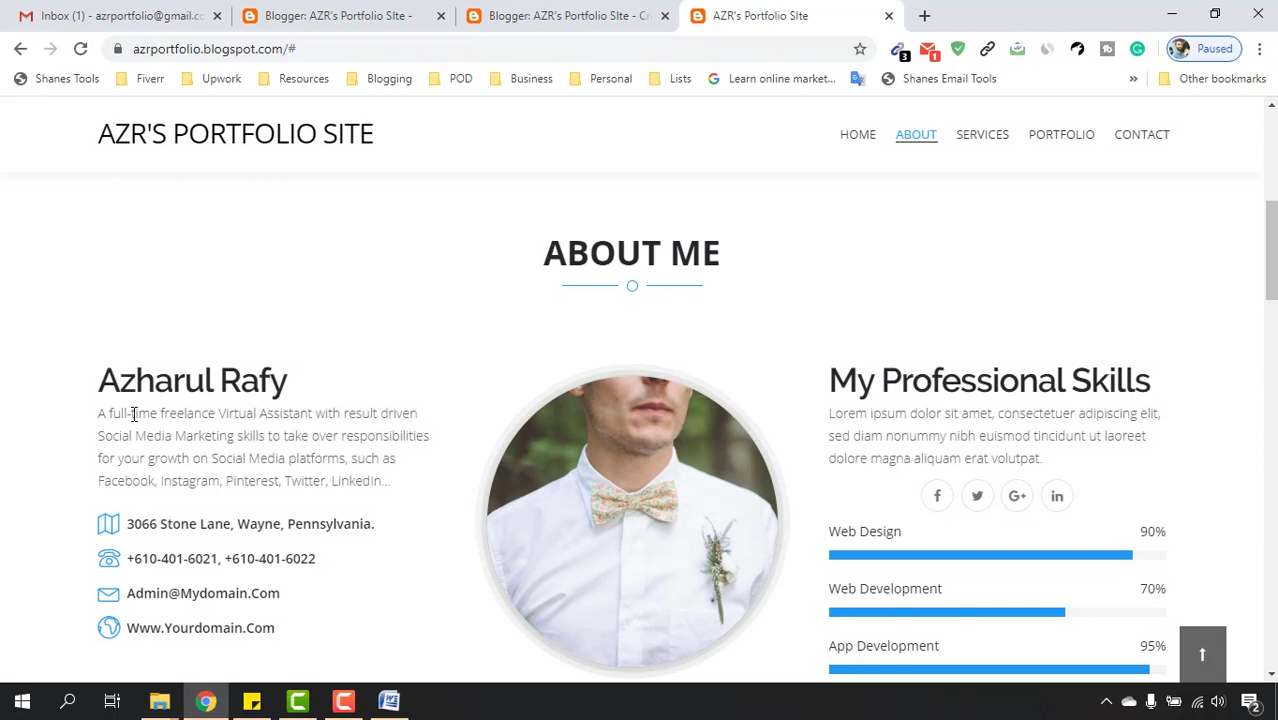 Inbox (1) - azrportfolio@gmail.co
Blogger: AZR's Portfolio SIte -
Blogger: AZR's Portfolio SIte - Cr
AZR's Portfolio SIte
azrportfolio.blogspot.com/#
3
1
Paused
Shanes Tools
Fiverr
Upwork
Resources
Blogging
POD
Business
Personal
Lists
Learn online market...
Shanes Email Tools
»
Other bookmarks
AZR'S PORTFOLIO SITE
HOME
ABOUT
SERVICES
PORTFOLIO
CONTACT
ABOUT ME
Azharul Rafy
A full-time freelance Virtual Assistant with result driven
Social Media Marketing skills to take over responsibilities
for your growth on Social Media platforms, such as
Facebook, Instagram, Pinterest, Twitter, LinkedIn...
3066 Stone Lane, Wayne, Pennsylvania.
+610-401-6021, +610-401-6022
Admin@Mydomain.Com
Www.Yourdomain.Com
My Professional Skills
Lorem ipsum dolor sit amet, consectetuer adipiscing elit,
sed diam nonummy nibh euismod tincidunt ut laoreet
dolore magna aliquam erat volutpat.
Web Design 90%
Web Development 70%
App Development 95%
2